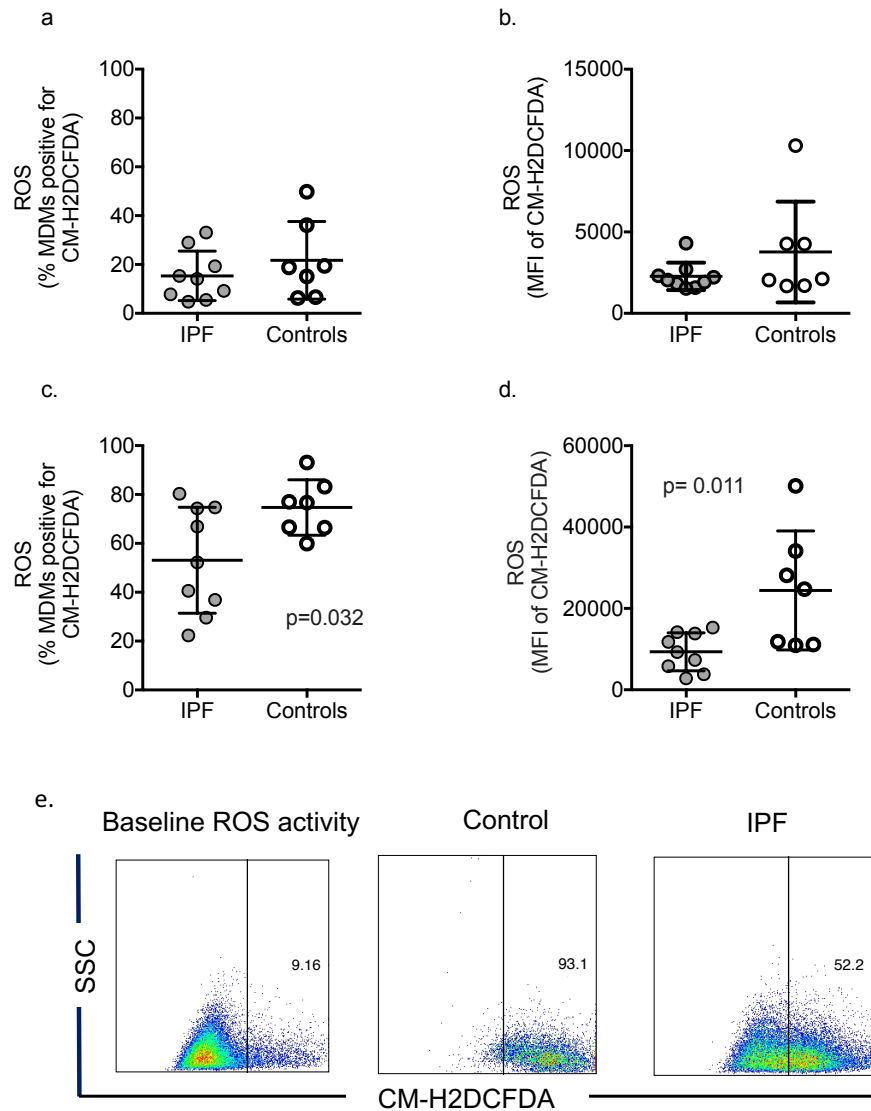 a
100
80
60
40
20
0
ROS
(% MDMs positive for
CM-H2DCFDA)
IPF
Controls
b.
15000
10000
5000
0
ROS
(MFI of CM-H2DCFDA)
IPF
Controls
c.
100
80
60
40
20
0
ROS
(% MDMs positive for
CM-H2DCFDA)
p=0.032
IPF
Controls
d.
60000
40000
20000
0
ROS
(MFI of CM-H2DCFDA)
p= 0.011
IPF
Controls
e.
Baseline ROS activity
Control
IPF
SSC
9.16
93.1
52.2
CM-H2DCFDA